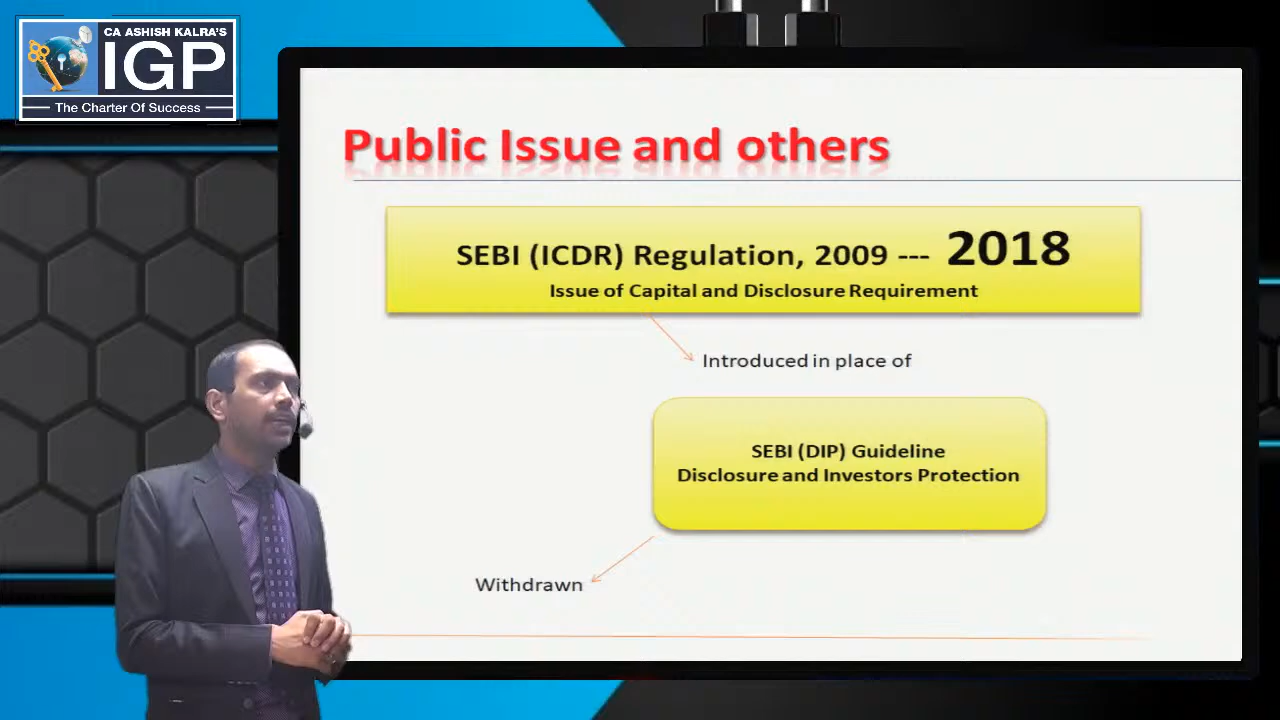 CA ASHISH KALRA'S
IGP
The Charter Of Success
Public Issue and others
SEBI (ICDR) Regulation, 2009 --- 2018
Issue of Capital and Disclosure Requirement
Introduced in place of
SEBI (DIP) Guideline
Disclosure and Investors Protection
Withdrawn